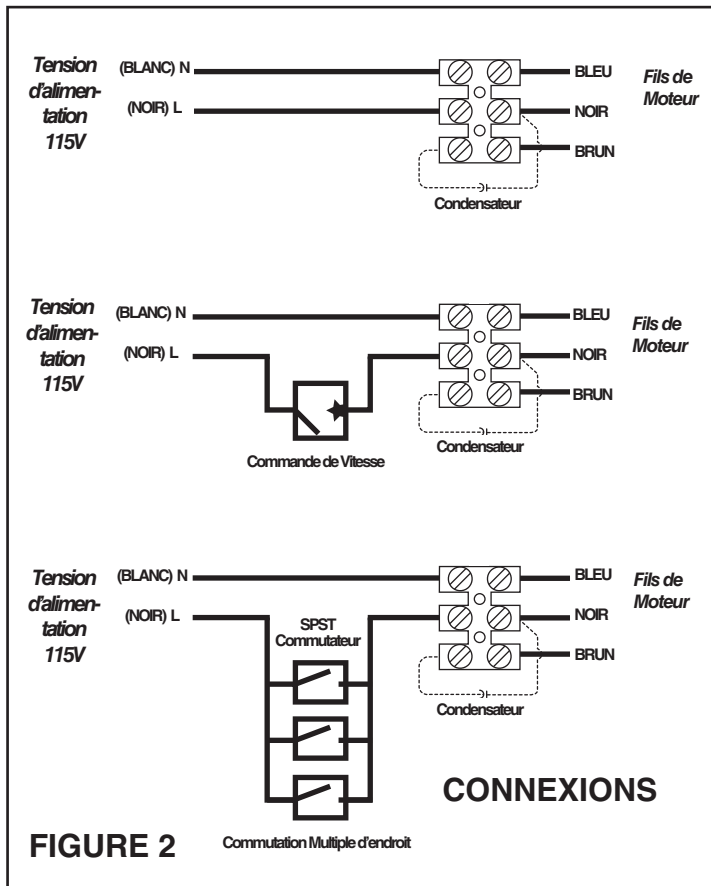 Tension
d'alimen-
tation
115V
(BLANC) N
(NOIR) L
BLEU
NOIR
BRUN
Fils de
Moteur
Condensateur
Tension
d'alimen-
tation
115V
(BLANC) N
(NOIR) L
BLEU
NOIR
BRUN
Fils de
Moteur
Commande de Vitesse
Condensateur
Tension
d'alimen-
tation
115V
(BLANC) N
(NOIR) L
SPST
Commutateur
BLEU
NOIR
BRUN
Fils de
Moteur
Condensateur
CONNEXIONS
FIGURE 2
Commutation Multiple d'endroit